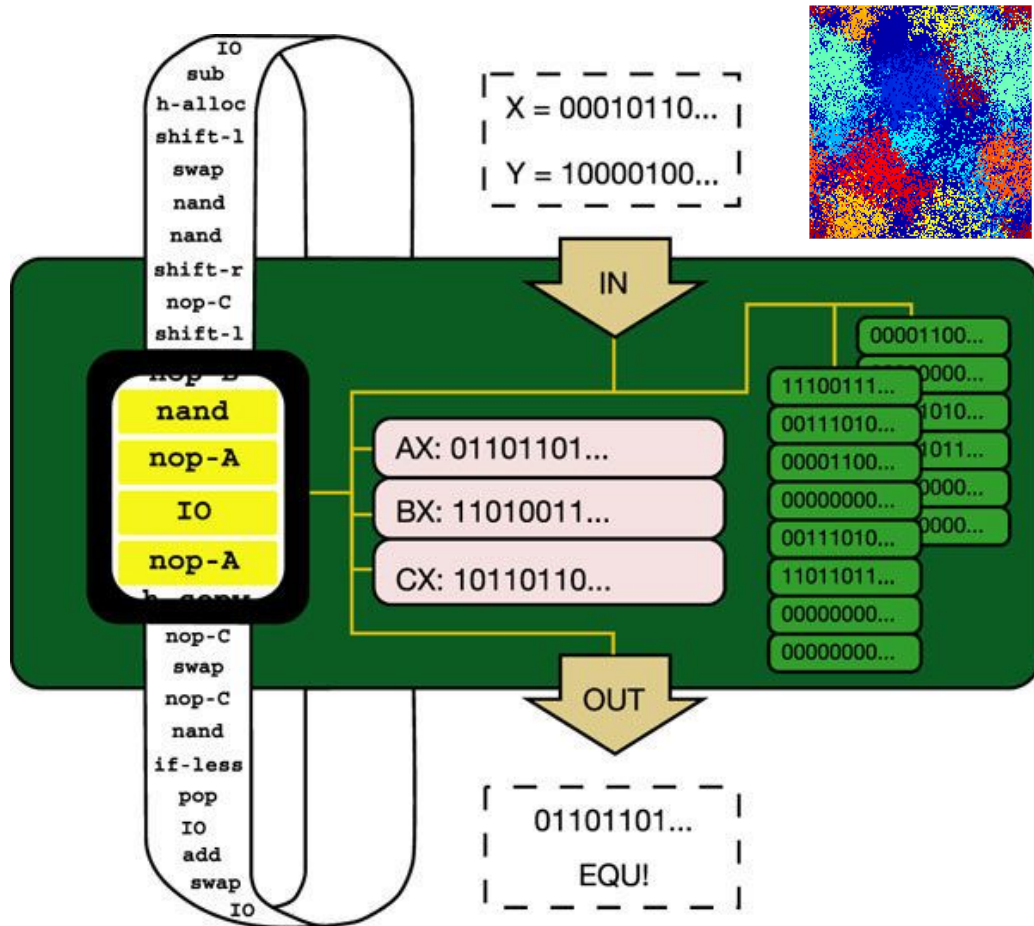 IO
sub
h-alloc
shift-l
swap
nand
nand
shift-r
nop-C
shift-l
nop-B
nand
nop-A
IO
nop-A
h-copy
nop-C
swap
nop-C
nand
if-less
pop
IO
add
swap
IO
X = 00010110...
Y = 10000100...
IN
AX: 01101101...
BX: 11010011...
CX: 10110110...
OUT
01101101...
EQU!
11100111...
00111010...
00001100...
00000000...
00111010...
11011011...
00000000...
00000000...
00001100...